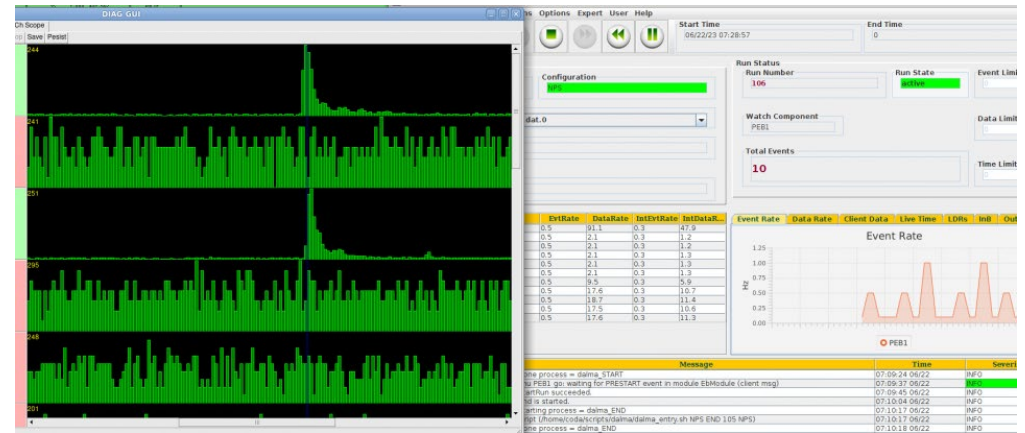 DIAG GUI
Ch Scope
Save Pesist
244
241
251
295
248
201
Options Expert User Help
Start Time
06/22/23 07:28:57
End Time
0
Configuration
NPS
dat.0
Run Status
Run Number
106
Run State
active
Event Limi
0
Watch Component
PEB1
Data Limit
0
Total Events
10
Time Limit
0
EvtRate DataRate IntEvtRate IntDataR...
0.5 91.1 0.3 47.9
0.5 2.1 0.3 1.2
0.5 2.1 0.3 1.2
0.5 2.1 0.3 1.3
0.5 2.1 0.3 1.3
0.5 9.5 0.3 5.9
0.5 17.6 0.3 10.7
0.5 18.7 0.3 11.4
0.5 17.5 0.3 10.6
0.5 17.6 0.3 11.3
Event Rate Data Rate Client Data Live Time LDRs InB Out
Event Rate
1.25
1.00
0.75
0.50
0.25
0.00
Hz
PEB1
Message Time Severi
one process = dalma_START 07:09:24 06/22 INFO
nu PEB1 go: waiting for PRESTART event in module EbModule (client msg) 07:09:37 06/22 INFO
artRun succeeded. 07:09:45 06/22 INFO
nd is started. 07:10:04 06/22 INFO
arting process = dalma_END 07:10:17 06/22 INFO
ript (/home/coda/scripts/dalma/dalma_entry.sh NPS END 105 NPS) 07:10:17 06/22 INFO
one process = dalma_END 07:10:18 06/22 INFO